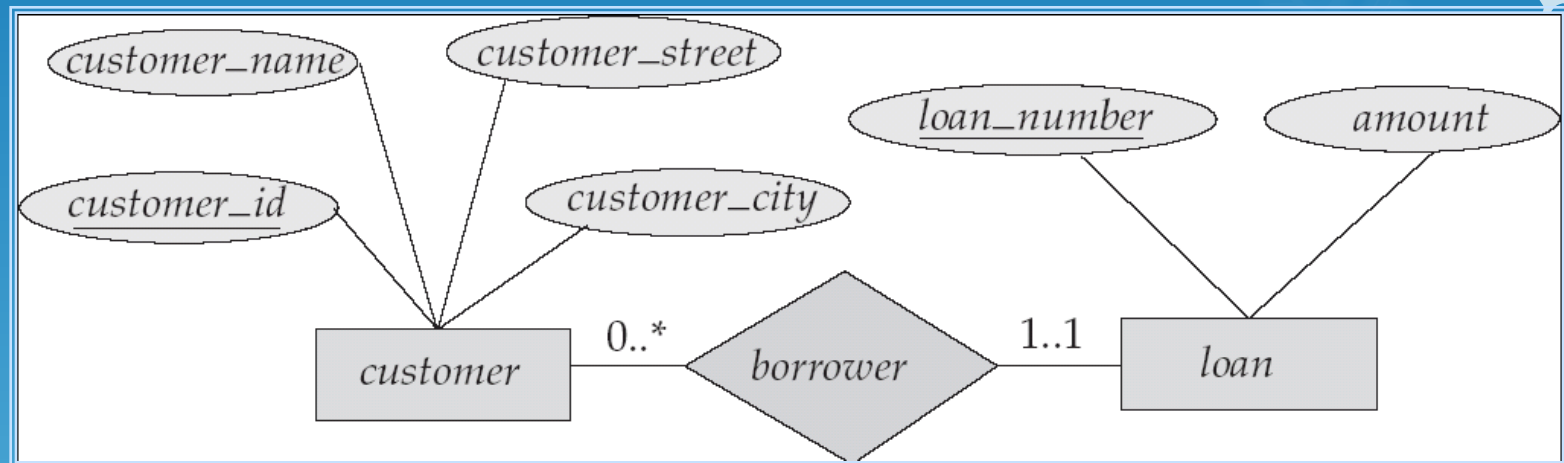 customer_name
customer_street
loan_number
amount
customer_id
customer_city
customer
0..*
borrower
1..1
loan